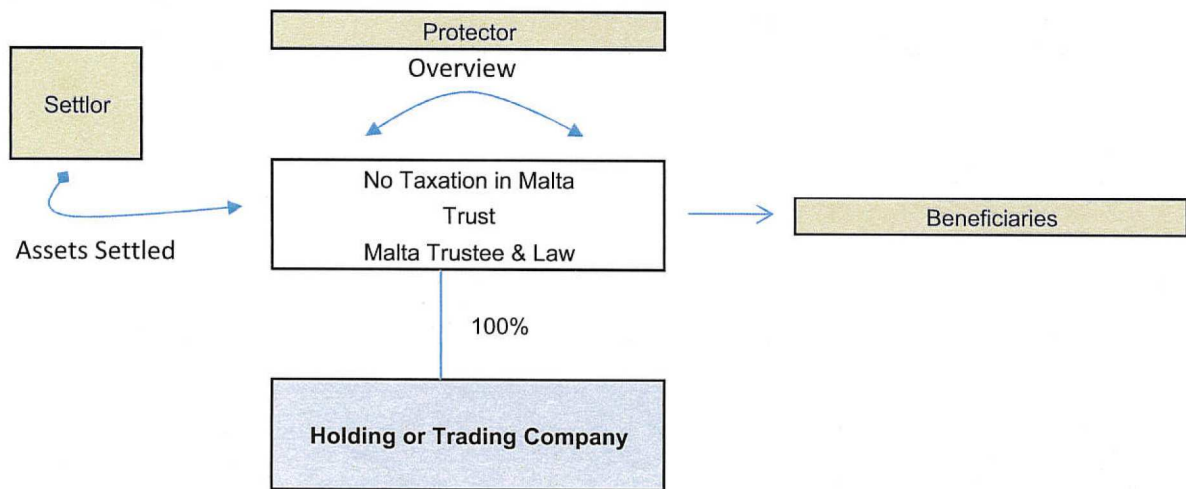 Protector
Overview
Settlor
No Taxation in Malta
Trust
Malta Trustee & Law
Beneficiaries
Assets Settled
100%
Holding or Trading Company